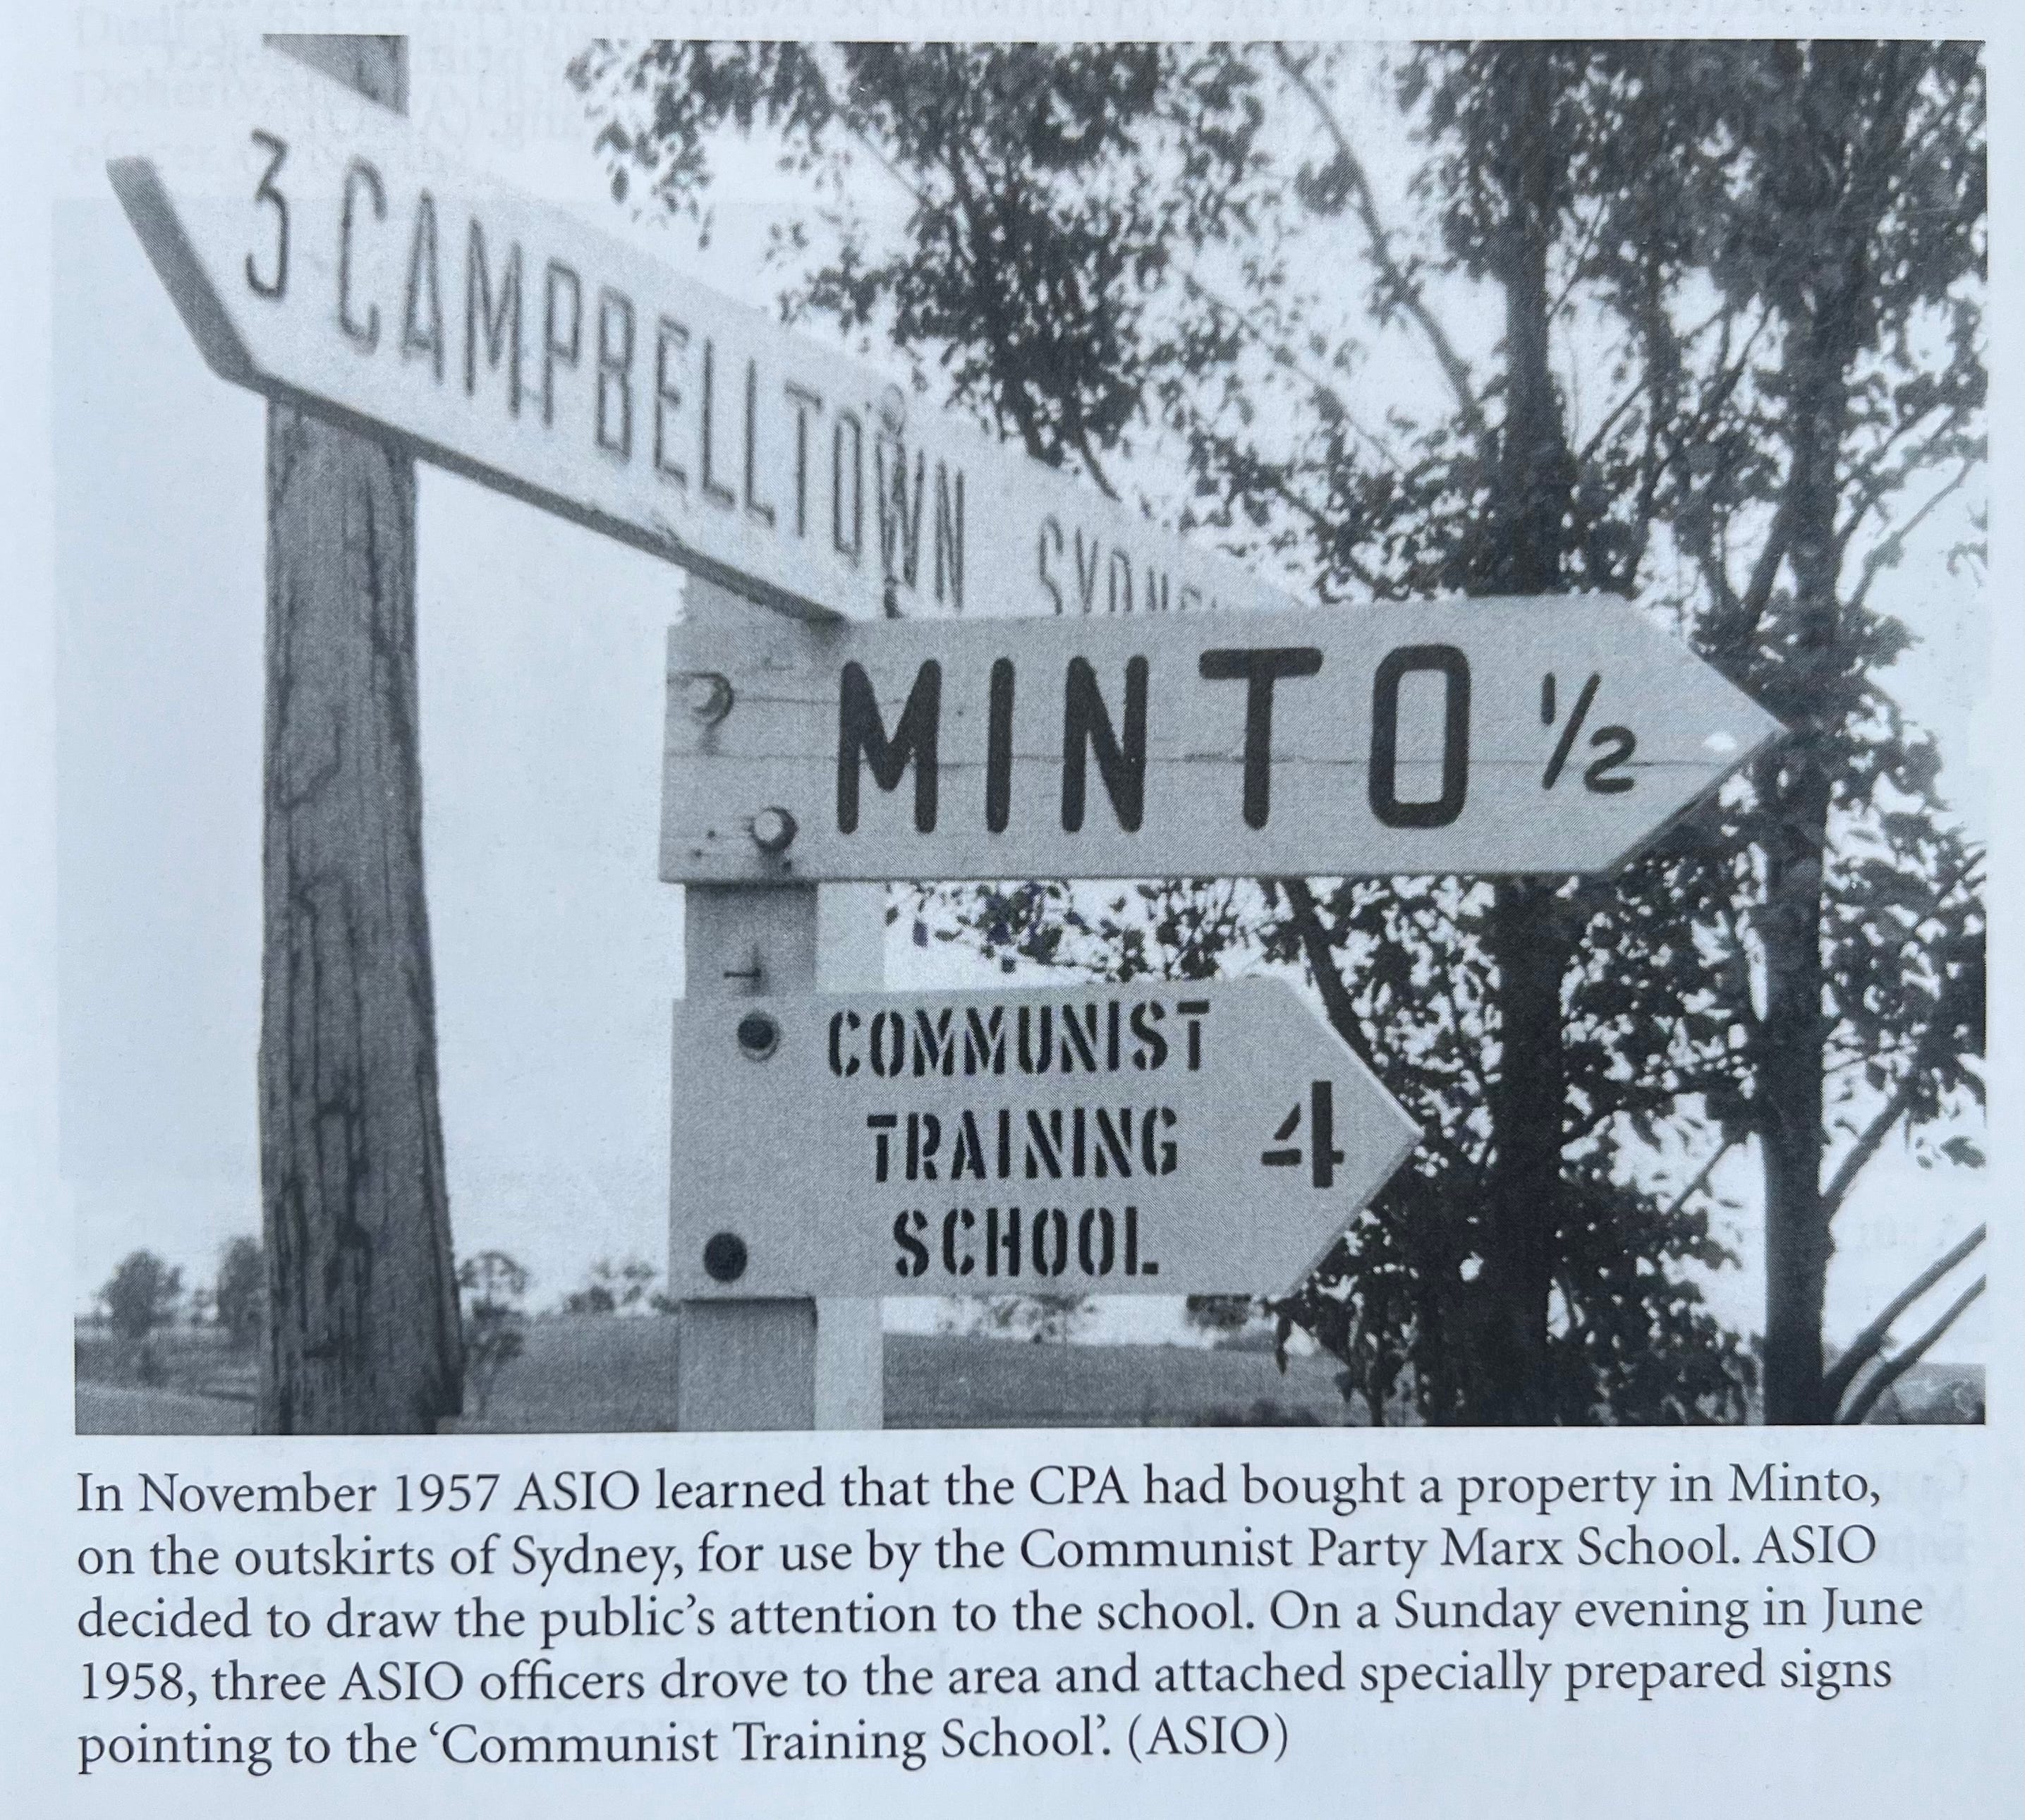 3 CAMPBELLTOWN
MINTO ½
COMMUNIST
TRAINING 4
SCHOOL
In November 1957 ASIO learned that the CPA had bought a property in Minto,
on the outskirts of Sydney, for use by the Communist Party Marx School. ASIO
decided to draw the public’s attention to the school. On a Sunday evening in June
1958, three ASIO officers drove to the area and attached specially prepared signs
pointing to the ‘Communist Training School’. (ASIO)